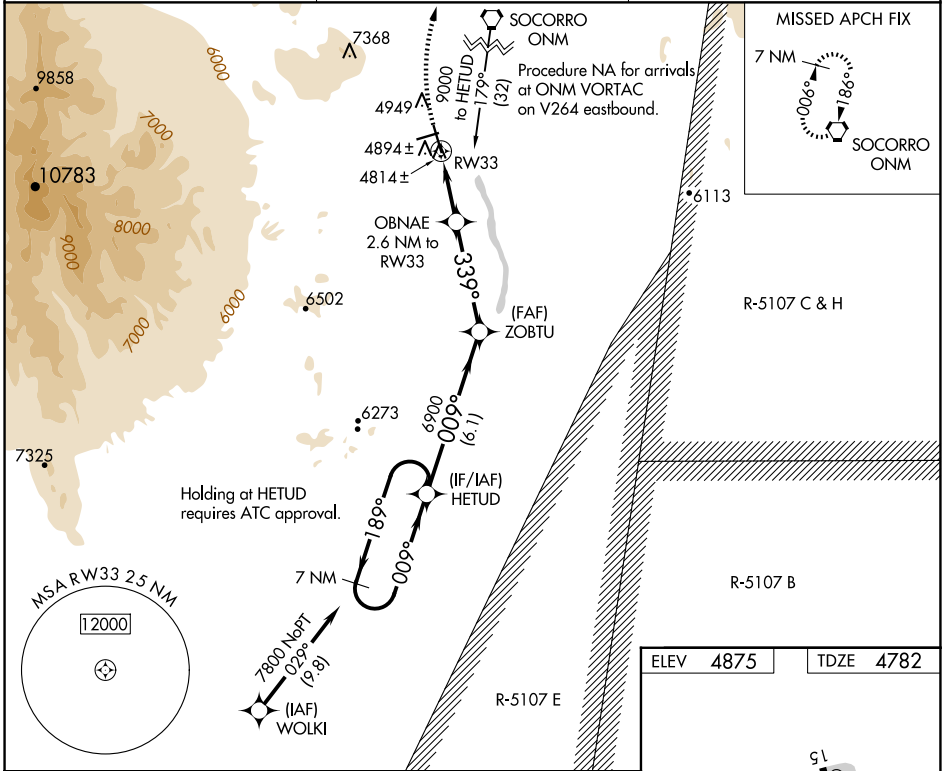 SOCORRO
ONM
9000
to HETUD
179°
(32)
Procedure NA for arrivals
at ONM VORTAC
on V264 eastbound.
MISSED APCH FIX
7 NM
006°
186°
SOCORRO
ONM
7368
6000
9858
7000
4949
4894±
4814±
RW33
10783
8000
9000
6000
7000
6113
OBNAE
2.6 NM to
RW33
339°
6502
(FAF)
ZOBTU
R-5107 C & H
6273
6900
009°
(6.1)
7325
(IF/IAF)
HETUD
Holding at HETUD
requires ATC approval.
189°
009°
7 NM
R-5107 B
MSA RW33 25 NM
12000
7800 NoPT
029°
(9.8)
(IAF)
WOLKI
R-5107 E
ELEV 4875
TDZE 4782
15